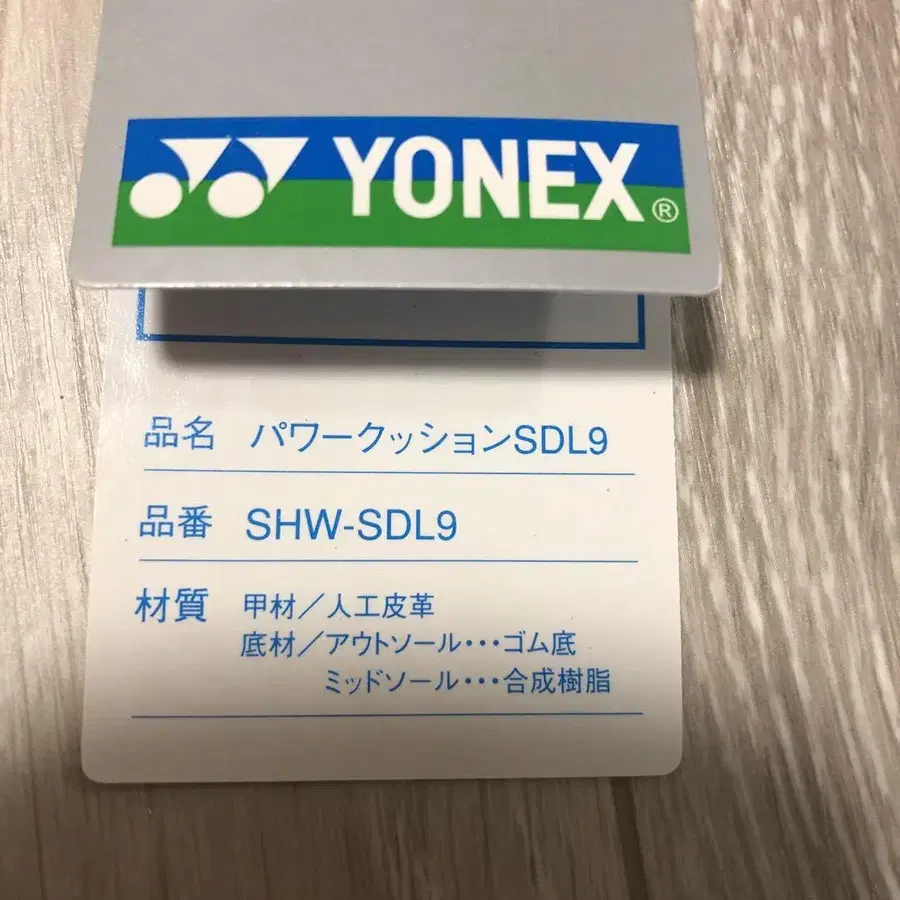 YONEX®
品名 パワークッションSDL9
品番 SHW-SDL9
材質 甲材／人工皮革
底材／アウトソール・・・ゴム底
ミッドソール・・・合成樹脂